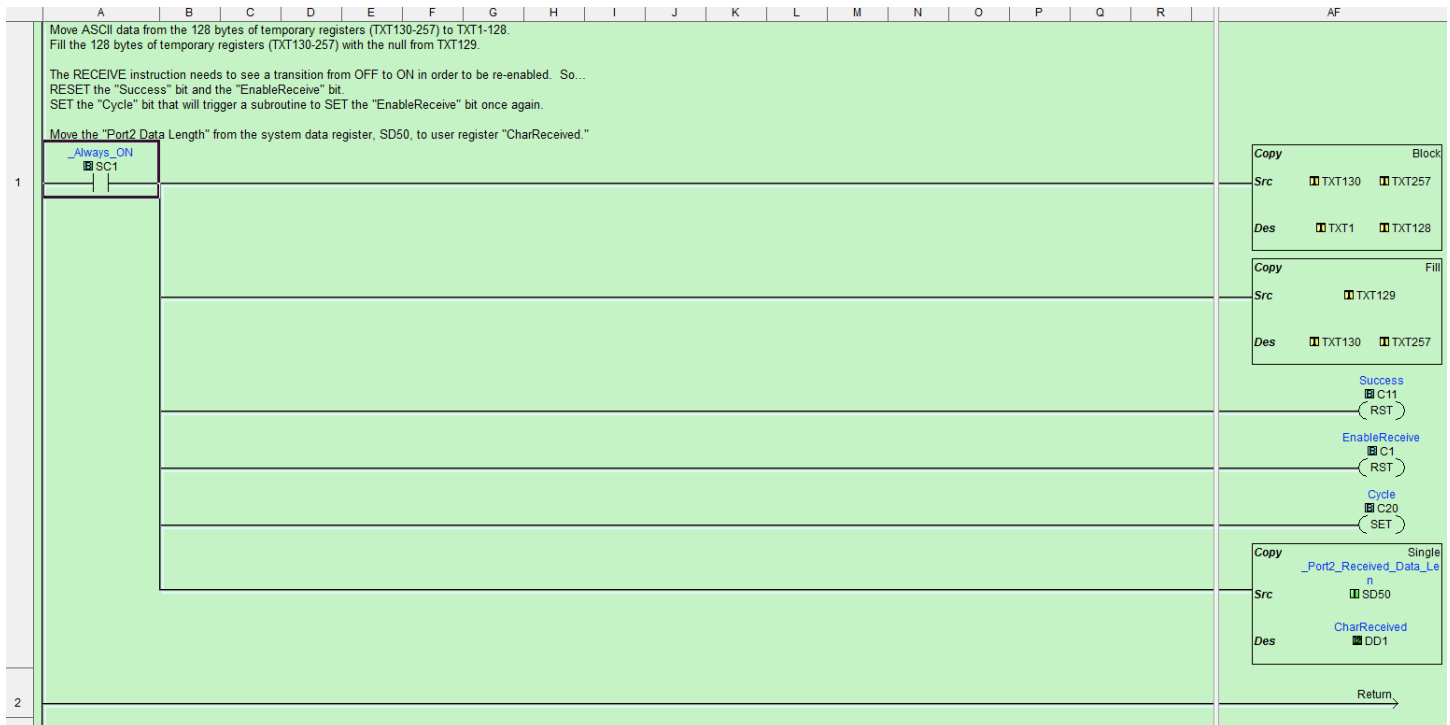 A B C D E F G H I J K L M N O P Q R AF
Move ASCII data from the 128 bytes of temporary registers (TXT130-257) to TXT1-128.
Fill the 128 bytes of temporary registers (TXT130-257) with the null from TXT129.
The RECEIVE instruction needs to see a transition from OFF to ON in order to be re-enabled. So...
RESET the "Success" bit and the "EnableReceive" bit.
SET the "Cycle" bit that will trigger a subroutine to SET the "EnableReceive" bit once again.
Move the "Port2 Data Length" from the system data register, SD50, to user register "CharReceived."
_Always_ON
SC1
1
Copy Block
Src TXT130 TXT257
Des TXT1 TXT128
Copy Fill
Src TXT129
Des TXT130 TXT257
Success
C11
RST
EnableReceive
C1
RST
Cycle
C20
SET
Copy Single
_Port2_Received_Data_Le
n
Src SD50
CharReceived
Des DD1
2
Return